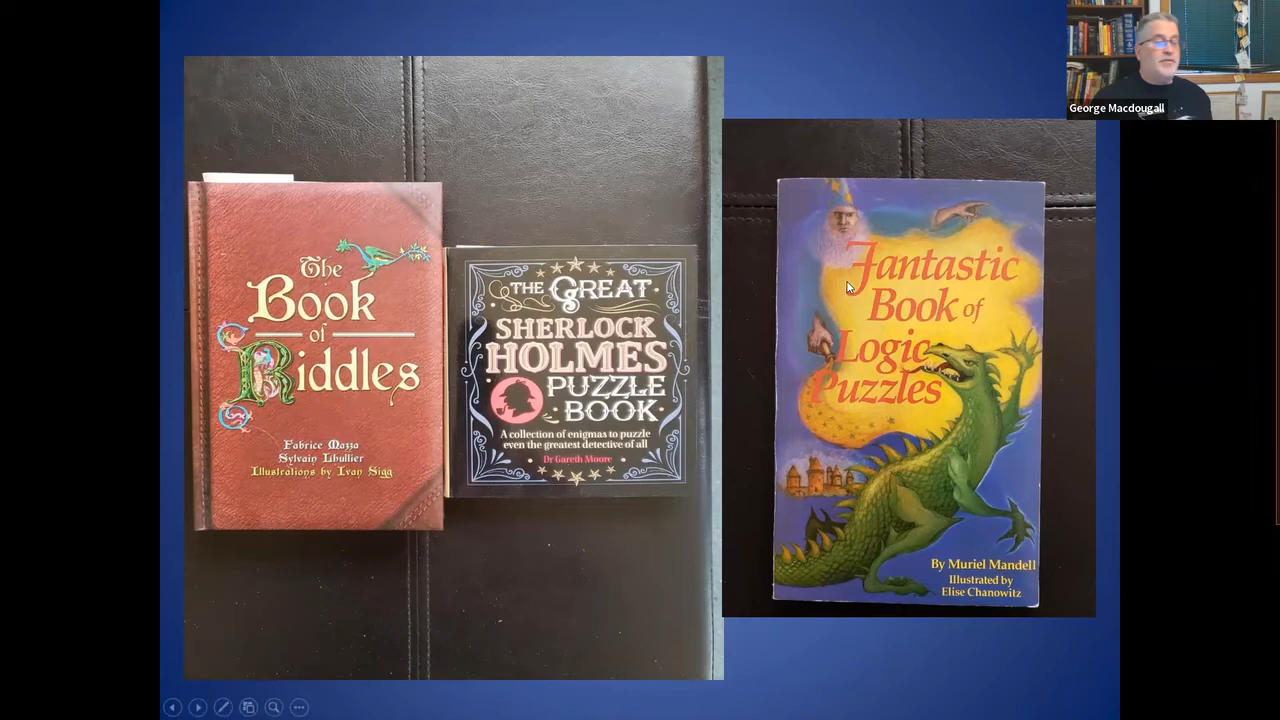 The
Book
of
Riddles
Fabrice Mazza
Sylvain Lhullier
Illustrations by Ivan Sigg
THE GREAT
SHERLOCK
HOLMES
PUZZLE
BOOK
A collection of enigmas to puzzle
even the greatest detective of all
Dr Gareth Moore
Fantastic
Book of
Logic
Puzzles
By Muriel Mandell
Illustrated by
Elise Chanowitz
George Macdougall